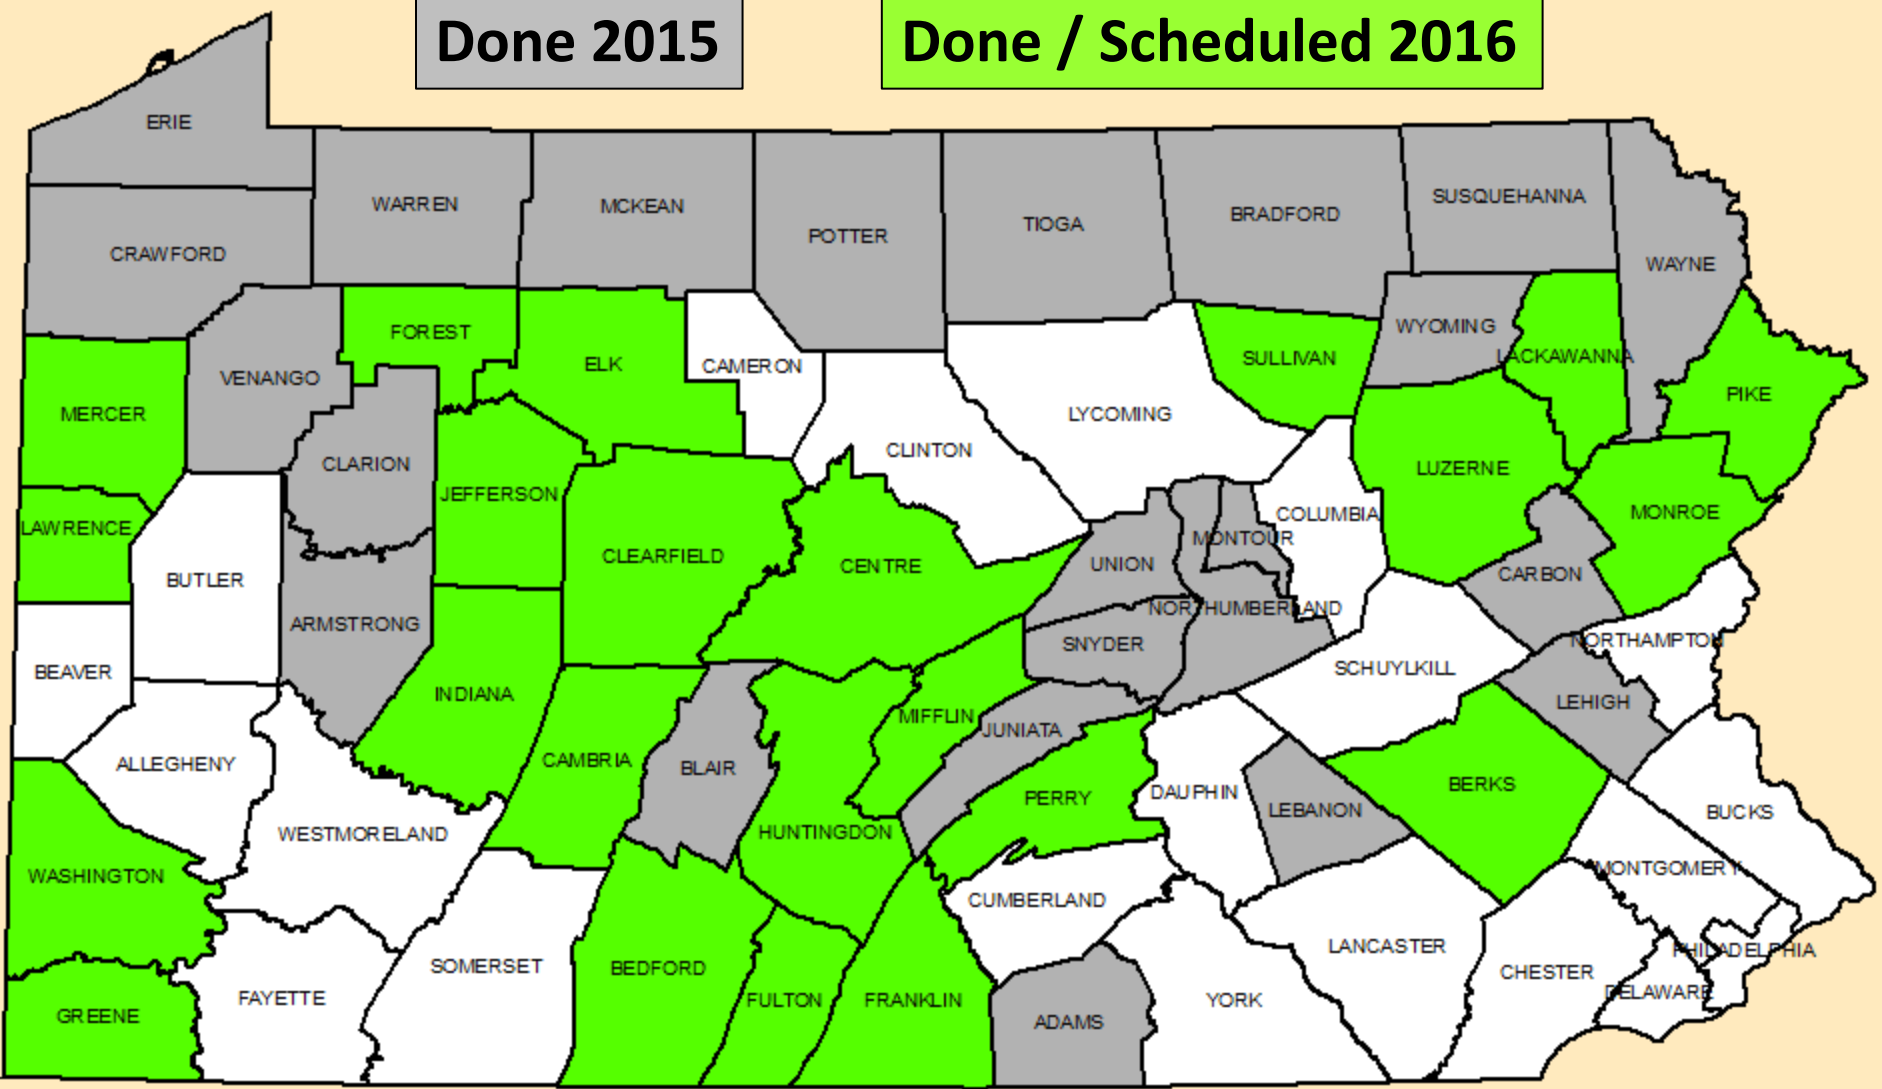 Done 2015
Done / Scheduled 2016
ERIE
WARREN
MCKEAN
POTTER
TIOGA
BRADFORD
SUSQUEHANNA
WAYNE
CRAWFORD
VENANGO
FOREST
ELK
CAMERON
CLINTON
LYCOMING
SULLIVAN
WYOMING
LACKAWANNA
PIKE
MERCER
CLARION
JEFFERSON
CLEARFIELD
CENTRE
LUZERNE
MONROE
LAWRENCE
BUTLER
ARMSTRONG
UNION
MONTOUR
COLUMBIA
CARBON
NORTHUMBERLAND
SNYDER
SCHUYLKILL
NORTHAMPTON
BEAVER
INDIANA
MIFFLIN
JUNIATA
LEHIGH
ALLEGHENY
CAMBRIA
BLAIR
HUNTINGDON
PERRY
DAUPHIN
LEBANON
BERKS
BUCKS
WESTMORELAND
WASHINGTON
CUMBERLAND
MONTGOMERY
SOMERSET
BEDFORD
FULTON
FRANKLIN
LANCASTER
CHESTER
PHILADELPHIA
DELAWARE
GREENE
FAYETTE
ADAMS
YORK